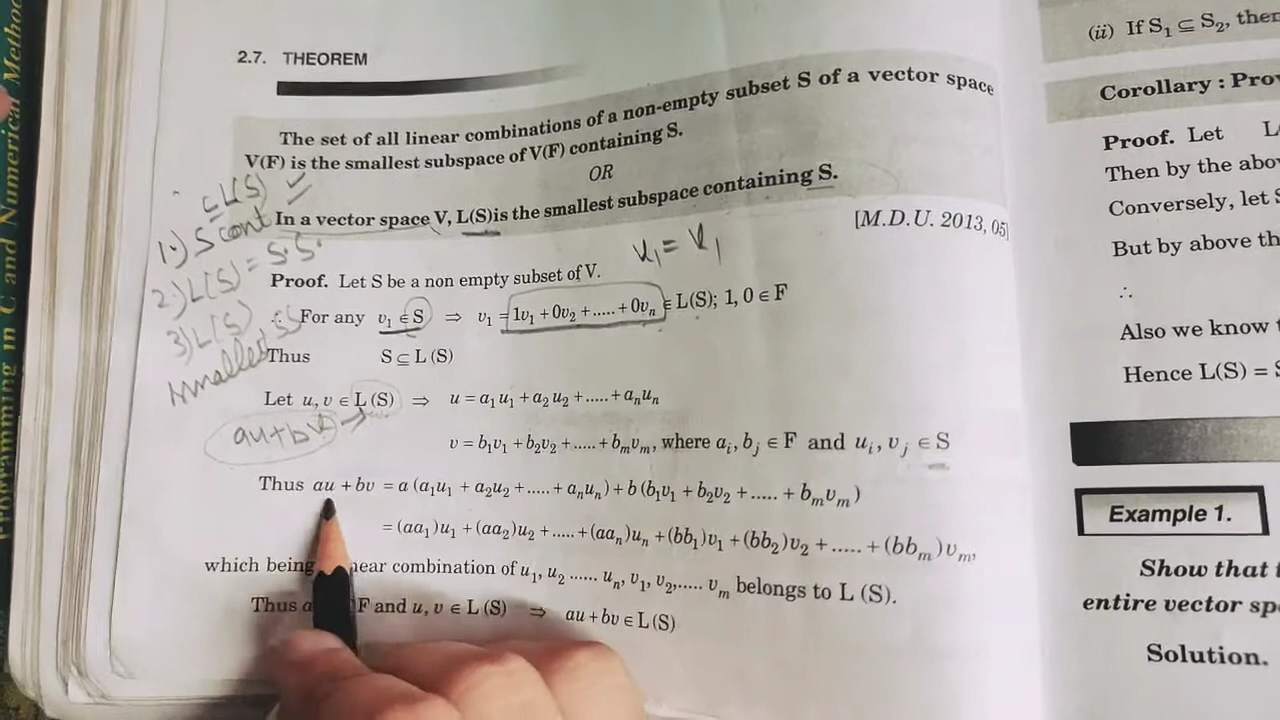 Programming in C and Numerical Metho
2.7. THEOREM
The set of all linear combinations of a non-empty subset S of a vector space
V(F) is the smallest subspace of V(F) containing S.
OR
In a vector space V, L(S)is the smallest subspace containing S.
[M.D.U. 2013, 05]
⊆ L(S) ✓
1.) S cont
2.) L(S) = S.S.
3) L(S)
smallest SS
v₁ = v₁
Proof. Let S be a non empty subset of V.
∴ For any v₁ ∈ S ⇒ v₁ = 1v₁ + 0v₂ + ..... + 0vₙ ∈ L(S); 1, 0 ∈ F
Thus S ⊆ L (S)
Let u, v ∈ L (S) ⇒ u = a₁u₁ + a₂u₂ + ..... + aₙuₙ
au+bv →
v = b₁v₁ + b₂v₂ + ..... + bₘvₘ, where aᵢ, bⱼ ∈ F and uᵢ, vⱼ ∈ S
Thus au + bv = a (a₁u₁ + a₂u₂ + ..... + aₙuₙ) + b (b₁v₁ + b₂v₂ + ..... + bₘvₘ)
= (aa₁)u₁ + (aa₂)u₂ + ..... + (aaₙ)uₙ + (bb₁)v₁ + (bb₂)v₂ + ..... + (bbₘ)vₘ,
which being near combination of u₁, u₂ ...... uₙ, v₁, v₂,..... vₘ belongs to L (S).
Thus a F and u, v ∈ L (S) ⇒ au + bv ∈ L (S)
(ii) If S₁ ⊆ S₂, then
Corollary : Pro
Proof. Let L
Then by the abo
Conversely, let S
But by above th
∴
Also we know t
Hence L(S) = S
Example 1.
Show that t
entire vector sp
Solution.